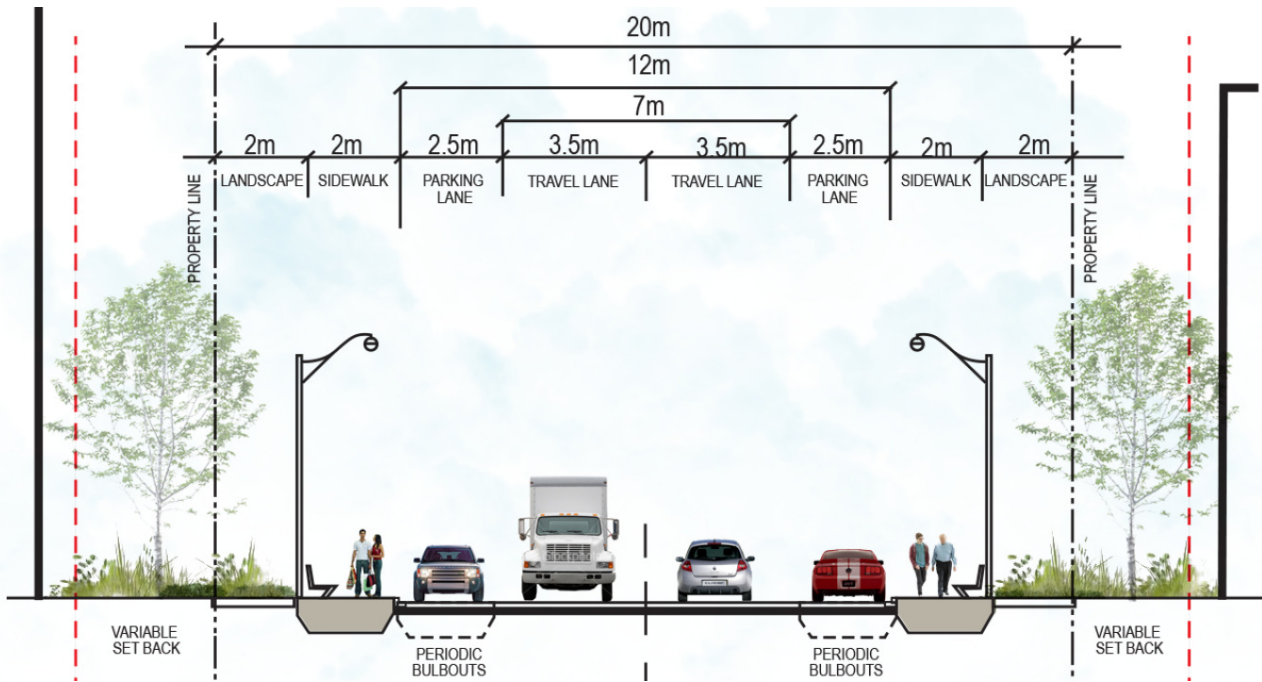 20m
12m
7m
2m
2m
2.5m
3.5m
3.5m
2.5m
2m
2m
LANDSCAPE
SIDEWALK
PARKING
LANE
TRAVEL LANE
TRAVEL LANE
PARKING
LANE
SIDEWALK
LANDSCAPE
PROPERTY LINE
PROPERTY LINE
VARIABLE
SET BACK
PERIODIC
BULBOUTS
PERIODIC
BULBOUTS
VARIABLE
SET BACK